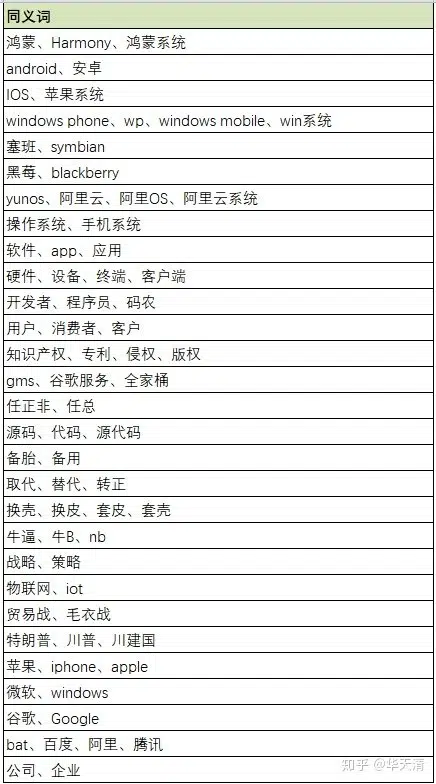 同义词
鸿蒙、Harmony、鸿蒙系统
android、安卓
IOS、苹果系统
windows phone、wp、windows mobile、win系统
塞班、symbian
黑莓、blackberry
yunos、阿里云、阿里OS、阿里云系统
操作系统、手机系统
软件、app、应用
硬件、设备、终端、客户端
开发者、程序员、码农
用户、消费者、客户
知识产权、专利、侵权、版权
gms、谷歌服务、全家桶
任正非、任总
源码、代码、源代码
备胎、备用
取代、替代、转正
换壳、换皮、套皮、套壳
牛逼、牛B、nb
战略、策略
物联网、iot
贸易战、毛衣战
特朗普、川普、川建国
苹果、iphone、apple
微软、windows
谷歌、Google
bat、百度、阿里、腾讯
公司、企业
知乎 @华天清